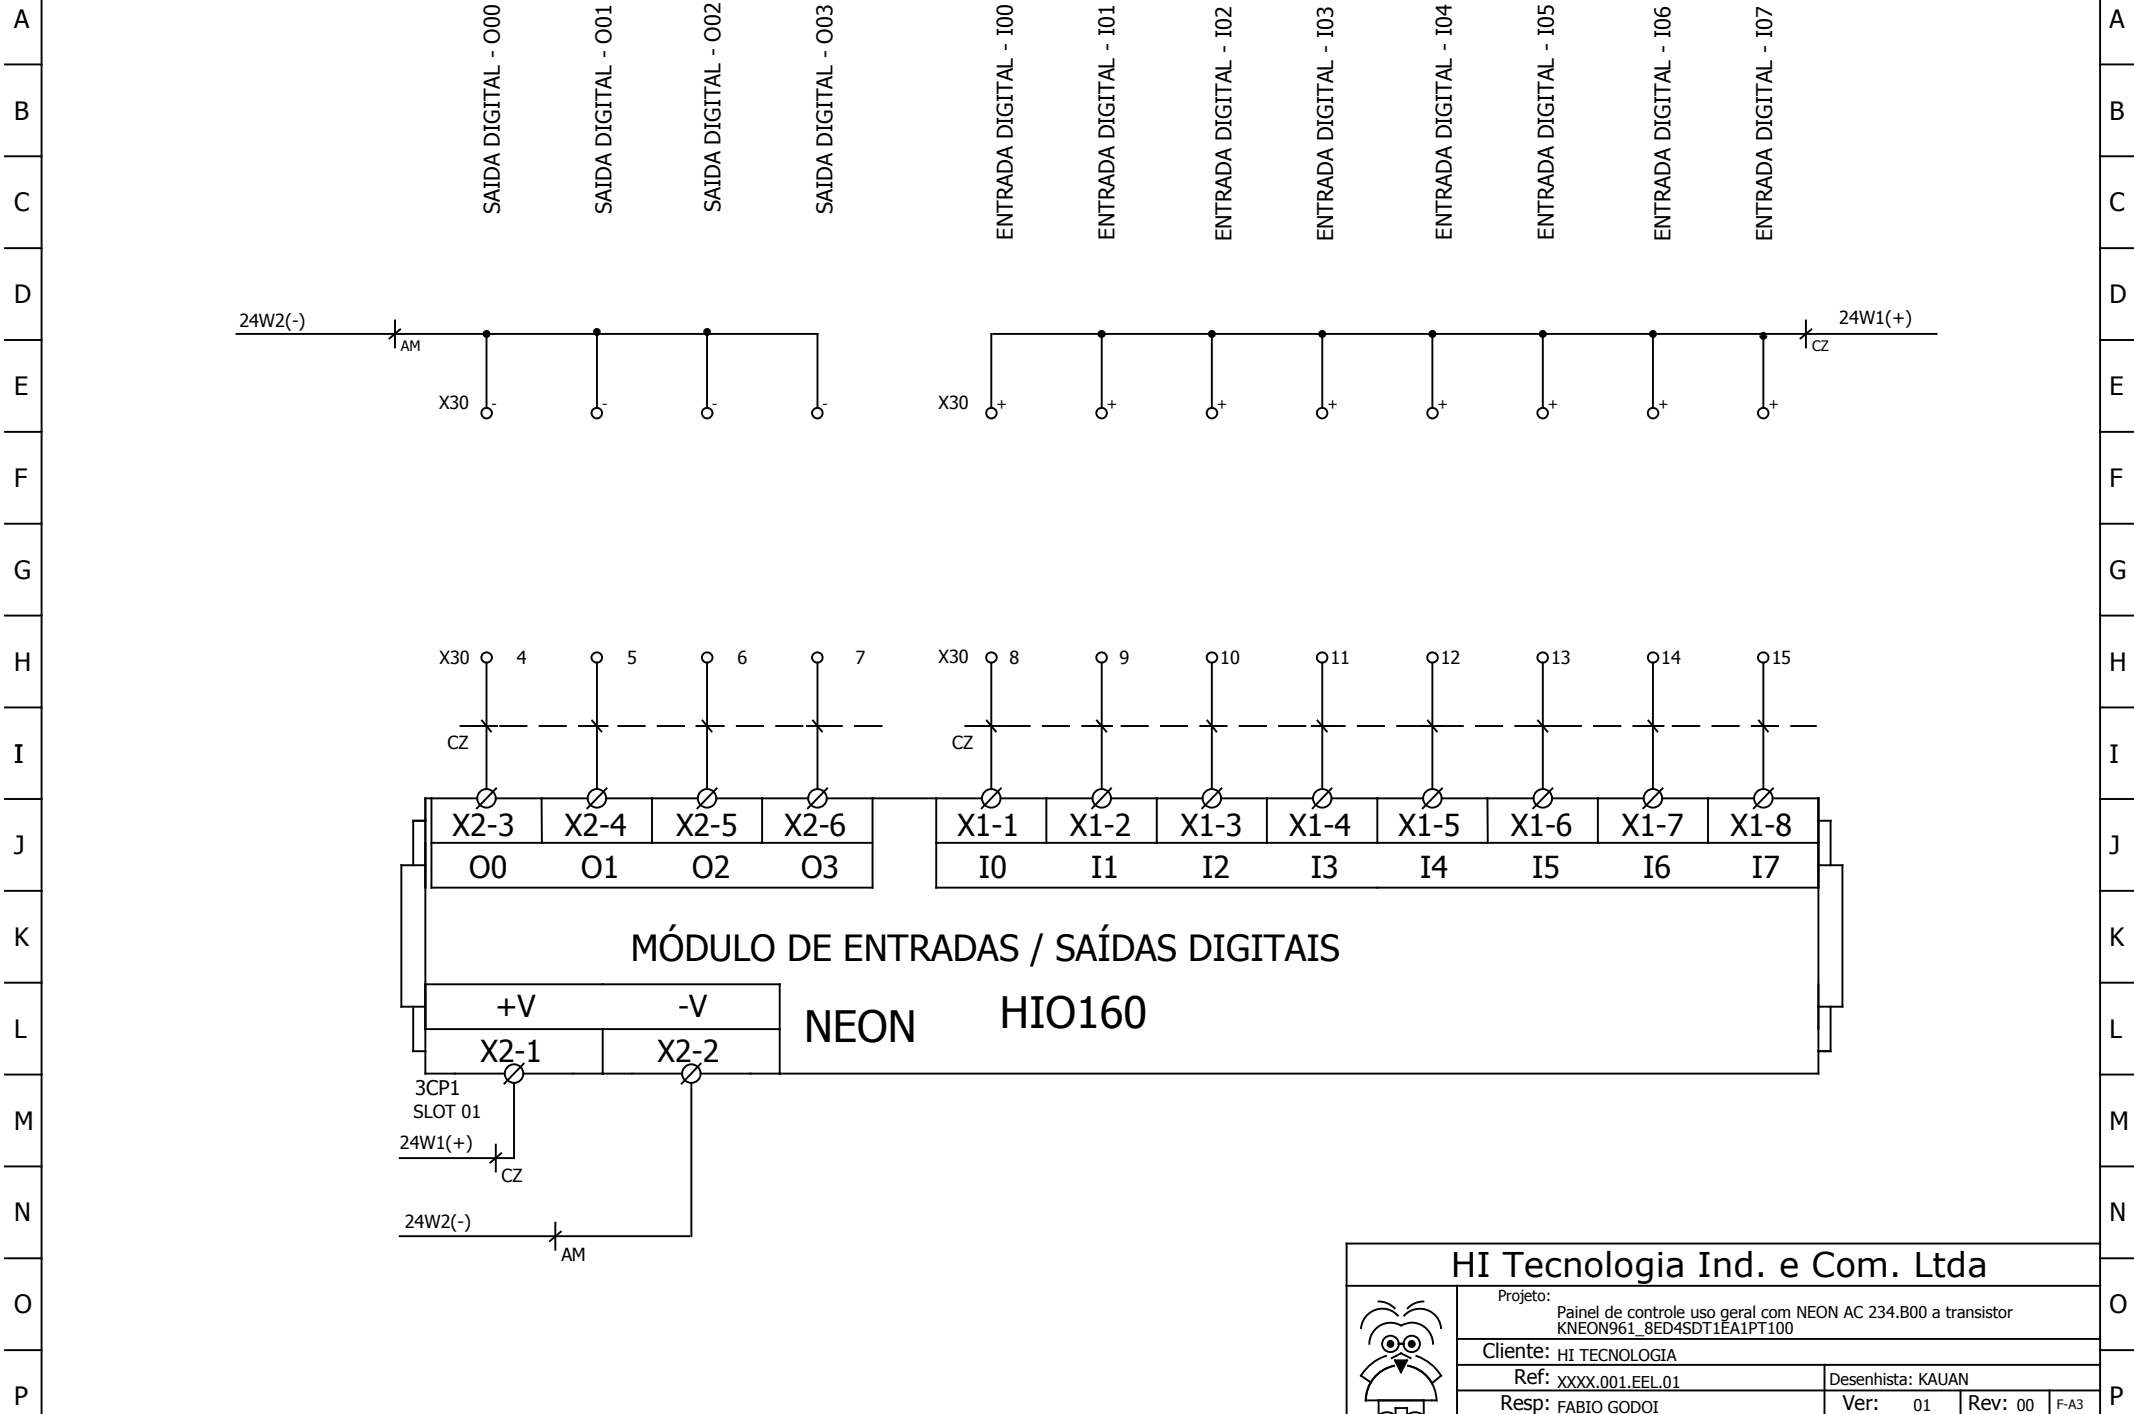 A
B
C
D
E
F
G
H
I
J
K
L
M
N
O
P
SAIDA DIGITAL - O00
SAIDA DIGITAL - O01
SAIDA DIGITAL - O02
SAIDA DIGITAL - O03
ENTRADA DIGITAL - I00
ENTRADA DIGITAL - I01
ENTRADA DIGITAL - I02
ENTRADA DIGITAL - I03
ENTRADA DIGITAL - I04
ENTRADA DIGITAL - I05
ENTRADA DIGITAL - I06
ENTRADA DIGITAL - I07
24W2(-)
AM
24W1(+)
CZ
X30 - - - -
X30 + + + + + + + +
X30 4 5 6 7
X30 8 9 10 11 12 13 14 15
CZ
CZ
X2-3 X2-4 X2-5 X2-6
O0 O1 O2 O3
X1-1 X1-2 X1-3 X1-4 X1-5 X1-6 X1-7 X1-8
I0 I1 I2 I3 I4 I5 I6 I7
MÓDULO DE ENTRADAS / SAÍDAS DIGITAIS
NEON HIO160
+V -V
X2-1 X2-2
3CP1
SLOT 01
24W1(+)
CZ
24W2(-)
AM
HI Tecnologia Ind. e Com. Ltda
Projeto:
Painel de controle uso geral com NEON AC 234.B00 a transistor
KNEON961_8ED4SDT1EA1PT100
Cliente: HI TECNOLOGIA
Ref: XXXX.001.EEL.01
Desenhista: KAUAN
Resp: FABIO GODOI
Ver: 01 Rev: 00 F-A3
A
B
C
D
E
F
G
H
I
J
K
L
M
N
O
P